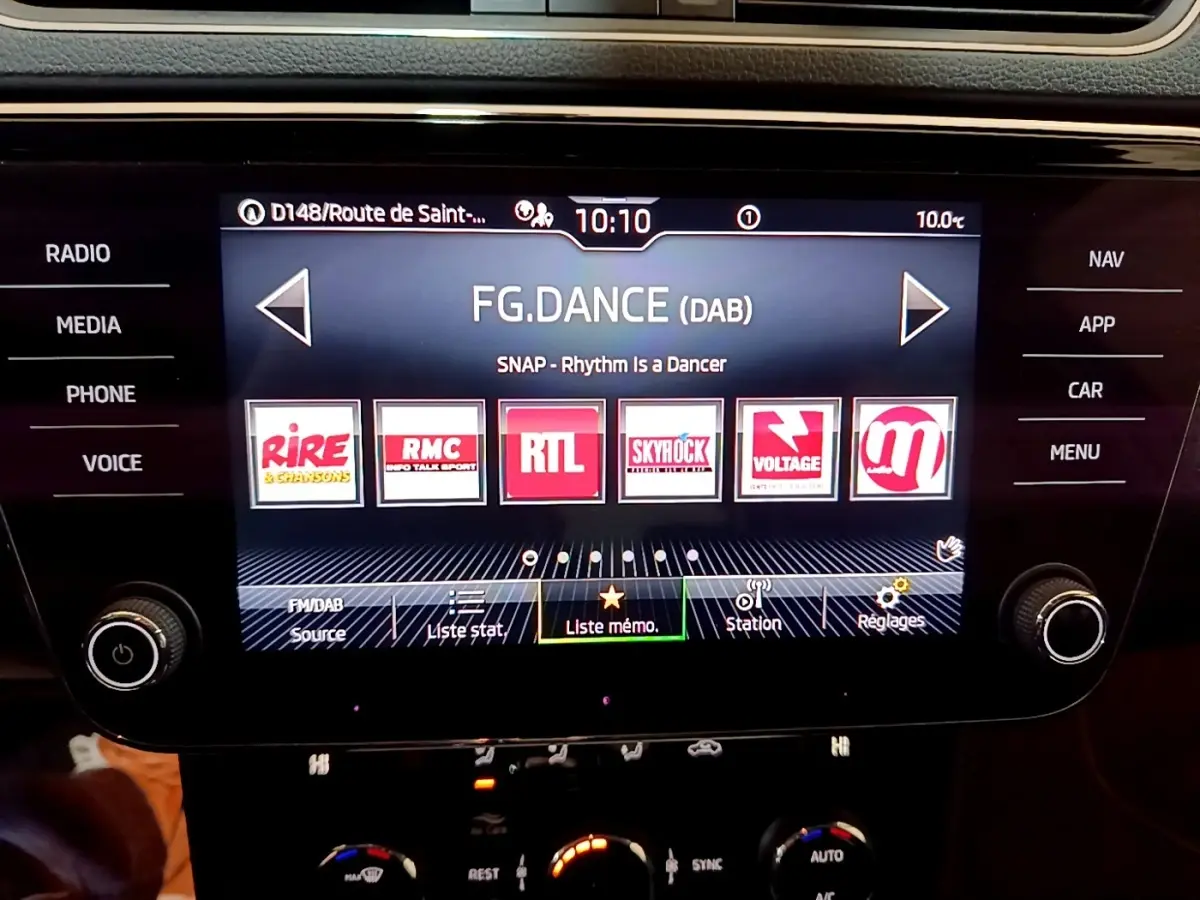 D148/Route de Saint-...
10:10
1
10.0°C
RADIO
MEDIA
PHONE
VOICE
NAV
APP
CAR
MENU
FG.DANCE (DAB)
SNAP - Rhythm Is a Dancer
RIRE
& CHANSONS
RMC
INFO TALK SPORT
RTL
SKYROCK
VOLTAGE
m
FM/DAB
Source
Liste stat.
Liste mémo.
Station
Réglages
MAX
REST
SYNC
AUTO
A/C